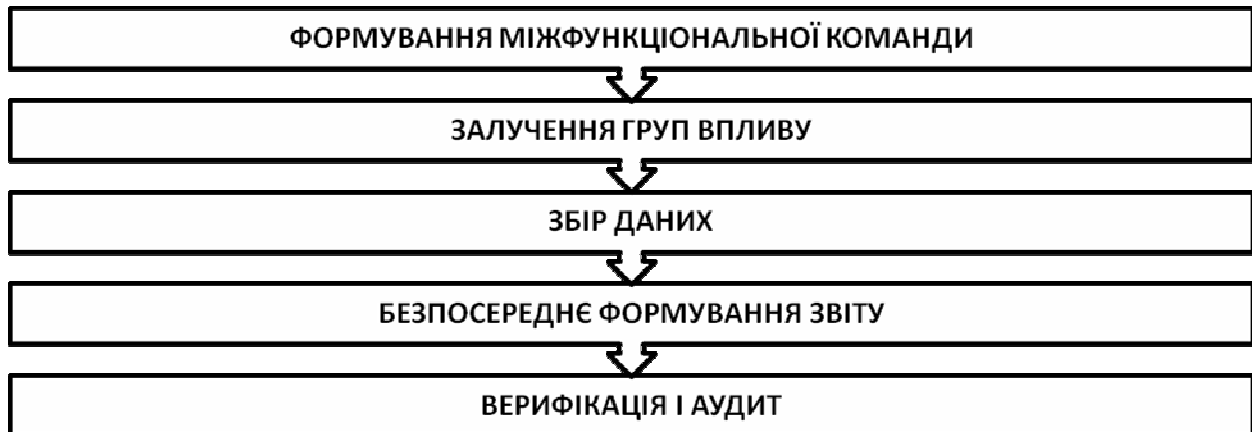 ФОРМУВАННЯ МІЖФУНКЦІОНАЛЬНОЇ КОМАНДИ
ЗАЛУЧЕННЯ ГРУП ВПЛИВУ
ЗБІР ДАНИХ
БЕЗПОСЕРЕДНЄ ФОРМУВАННЯ ЗВІТУ
ВЕРИФІКАЦІЯ І АУДИТ